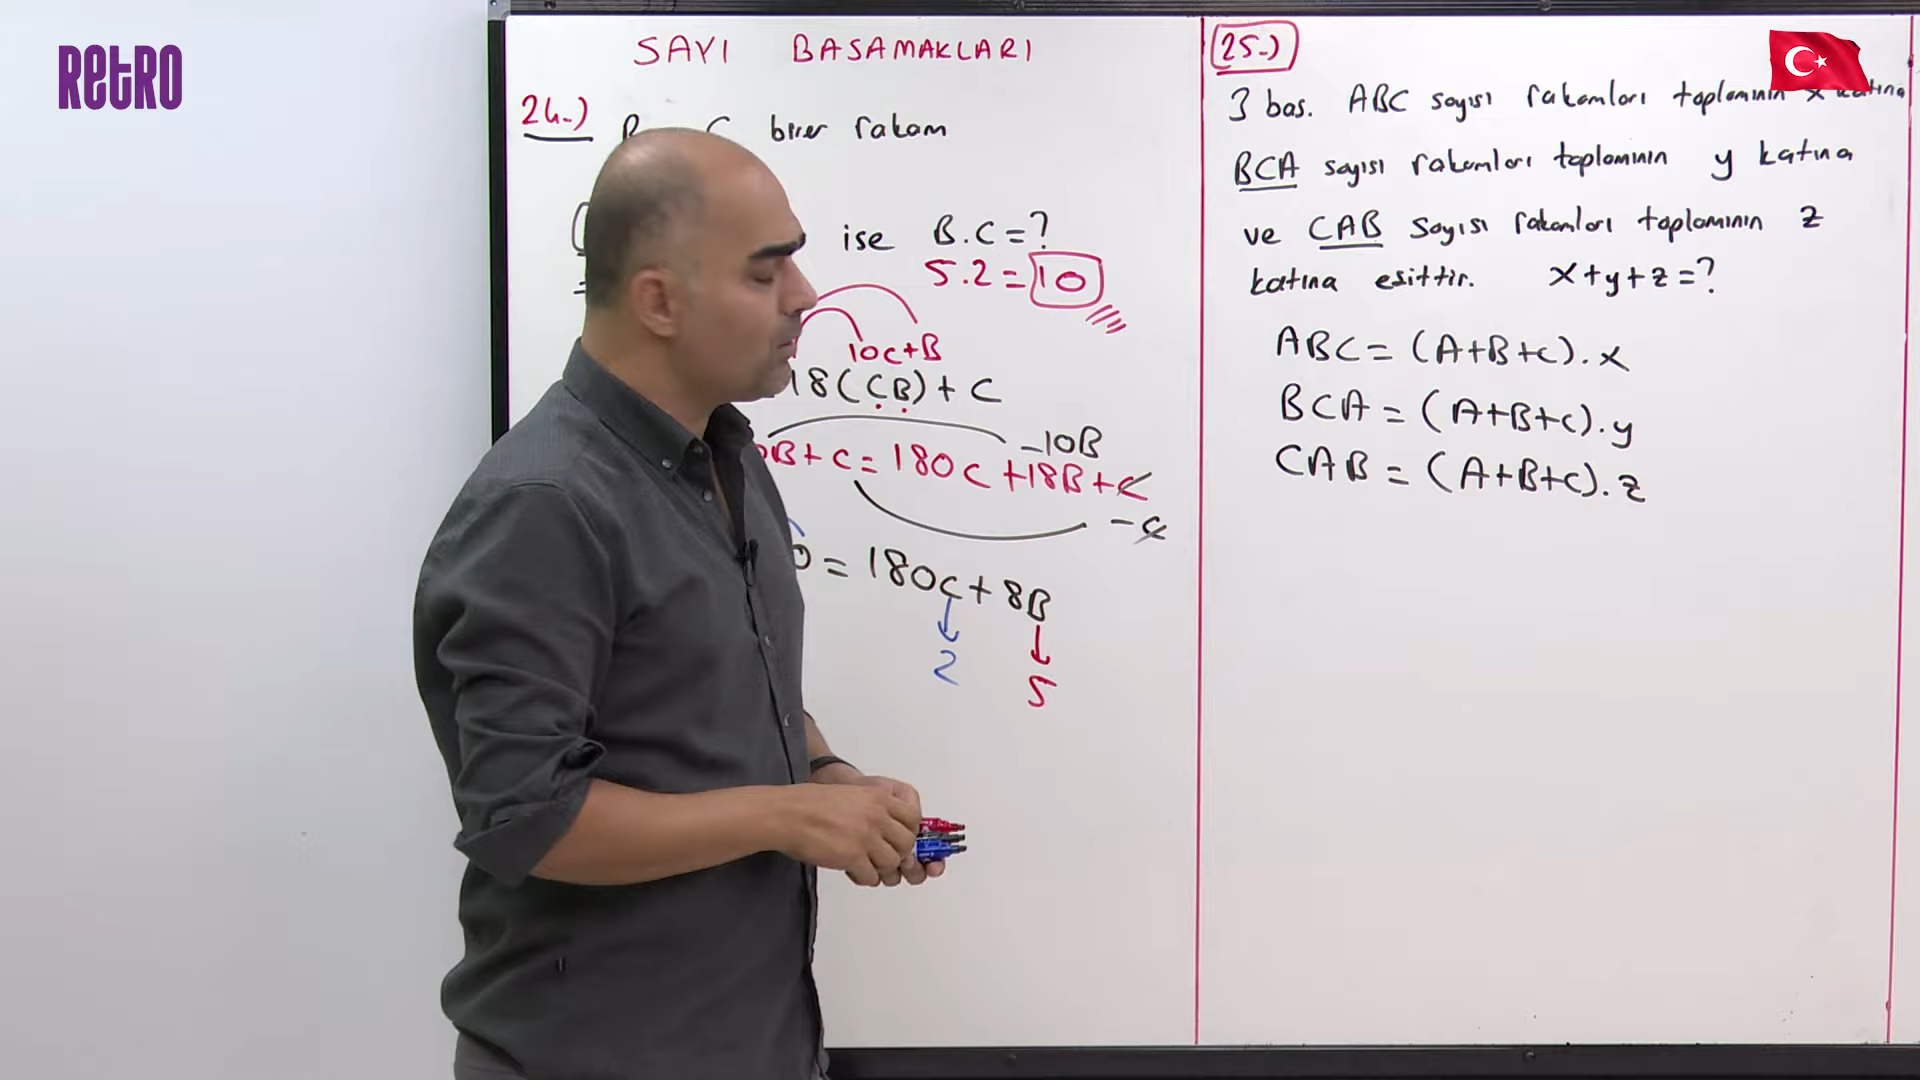 RETRO
SAYI BASAMAKLARI
24-) B C birer rakam
ise B.C=?
5.2=10
10C+B
18(CB)+C
-10B
B+C=180C+18B+C
-C
0=180C+8B
2
5
25-)
3 bas. ABC sayısı rakamları toplamının x katına
BCA sayısı rakamları toplamının y katına
ve CAB sayısı rakamları toplamının z
katına eşittir. x+y+z=?
ABC=(A+B+C).x
BCA=(A+B+C).y
CAB=(A+B+C).z